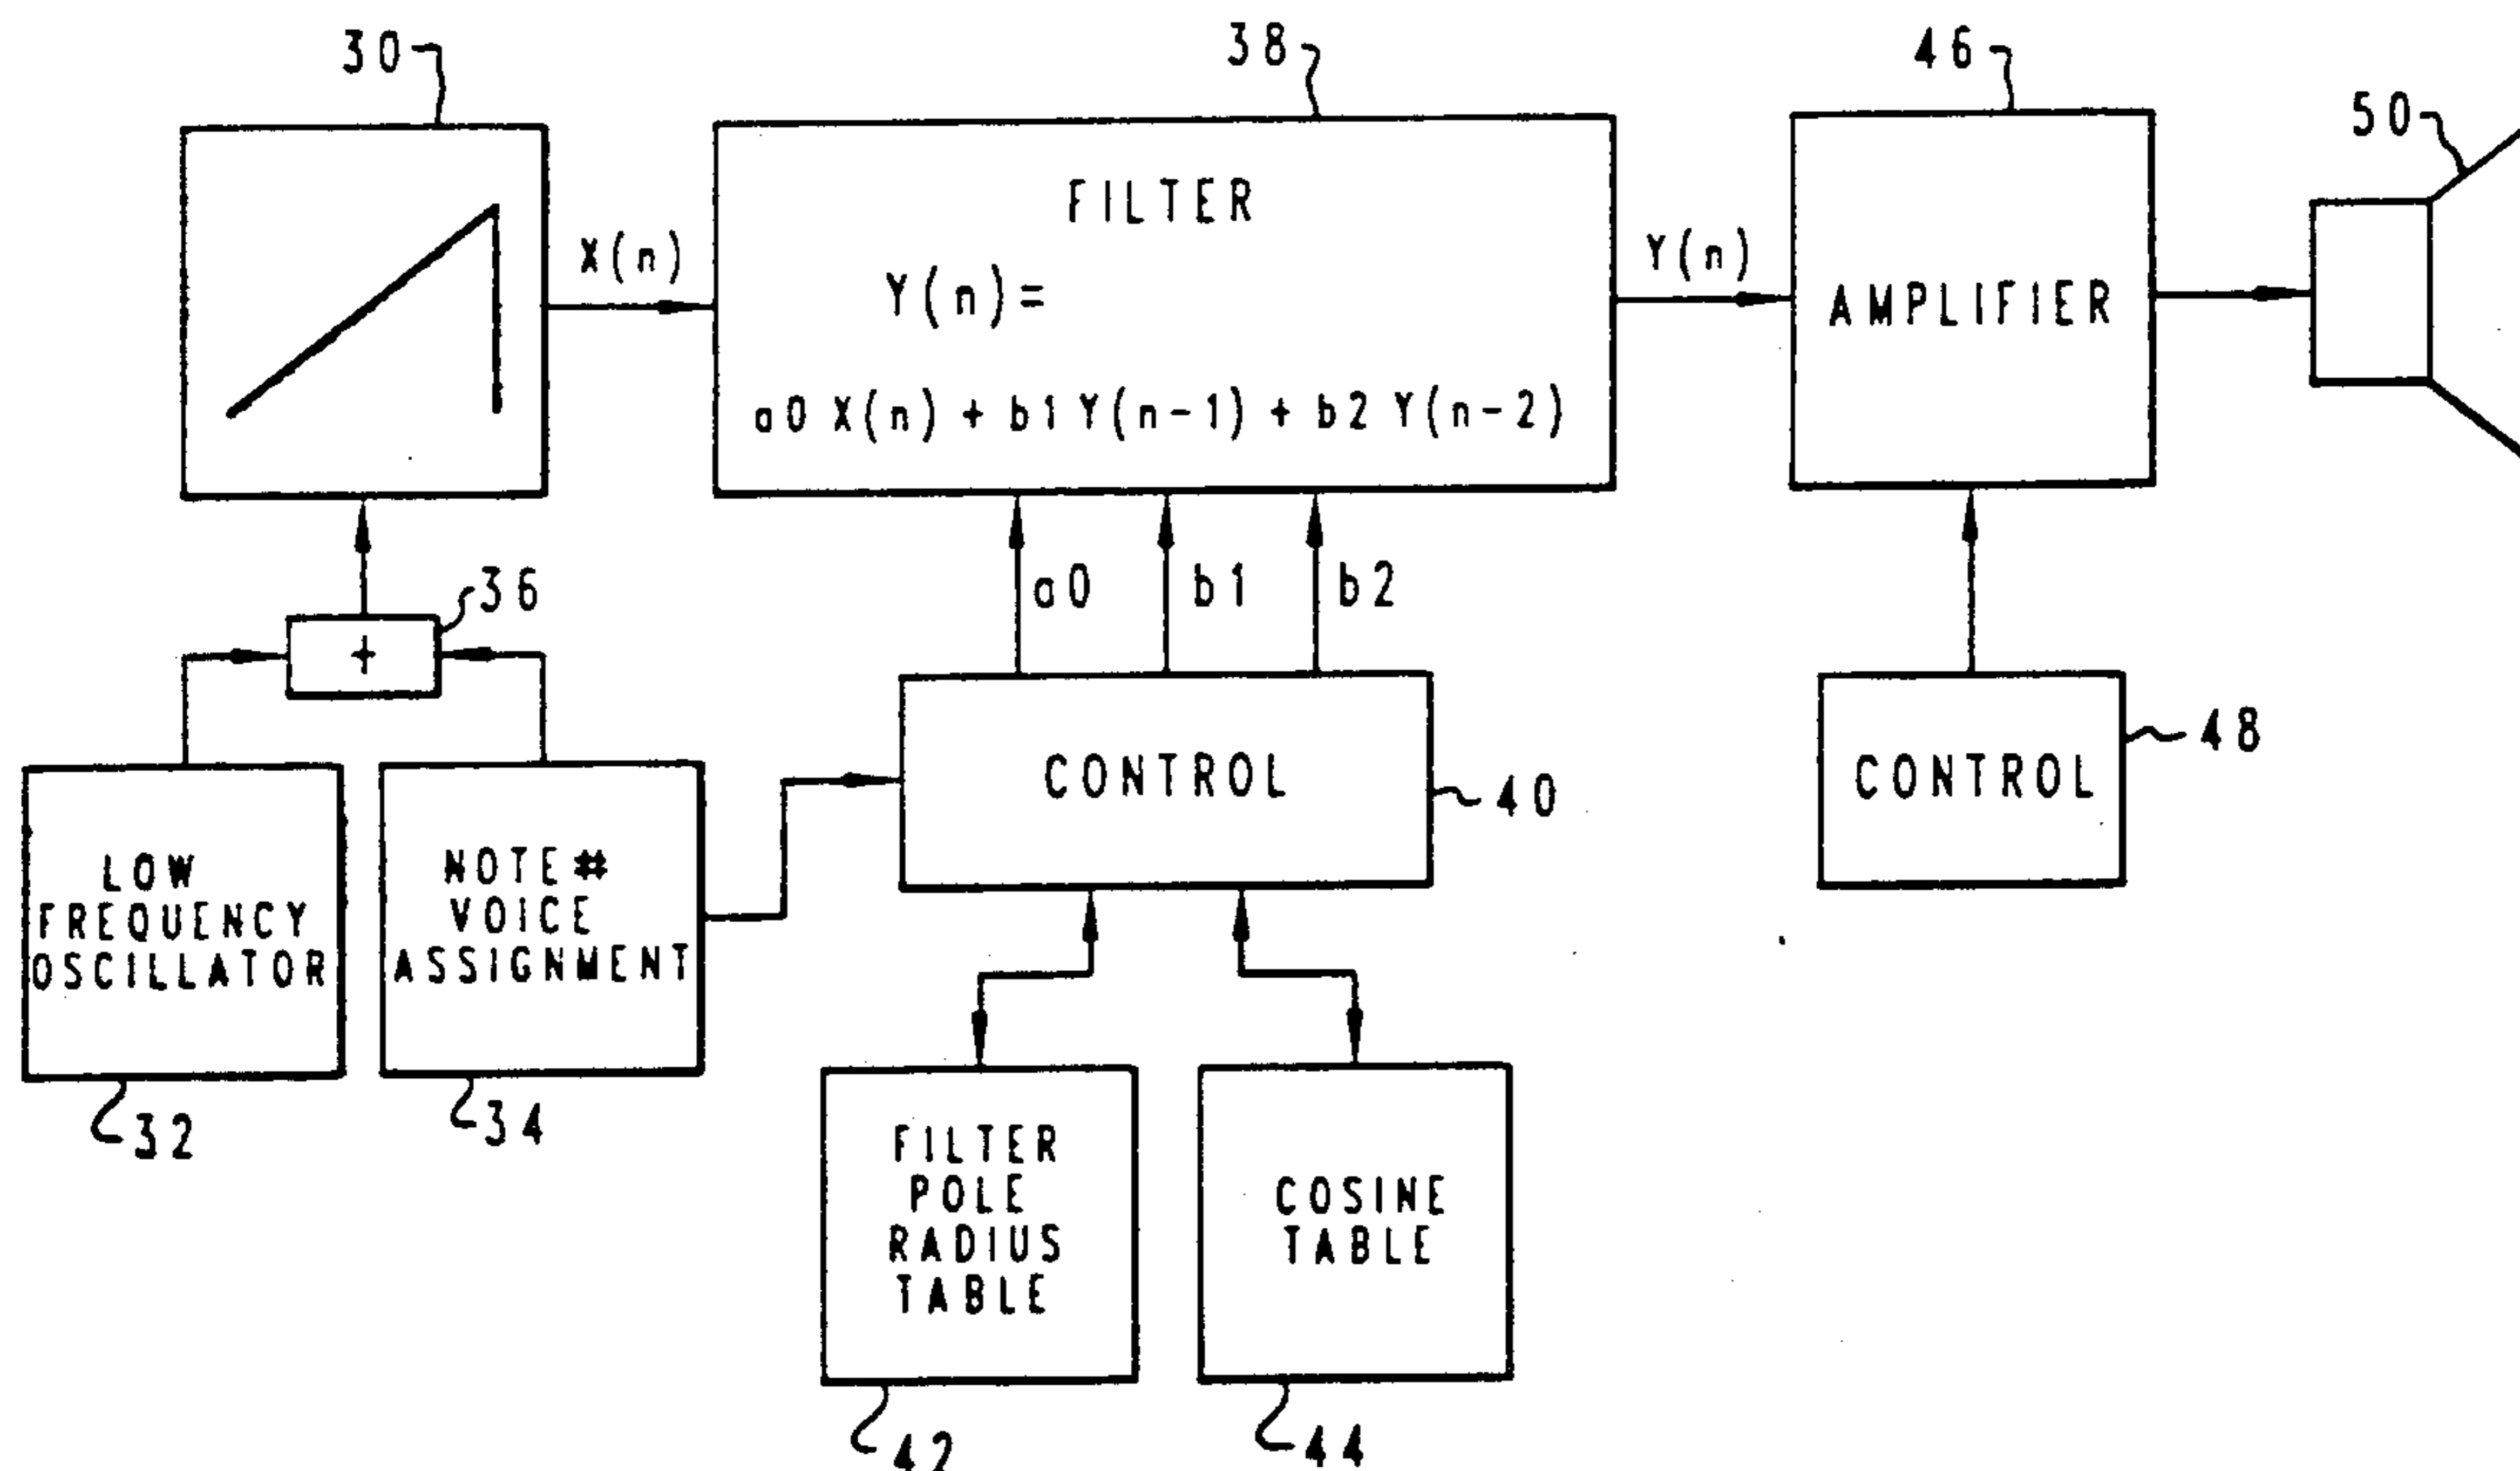 30
38
46
50
FILTER
X(n)
Y(n)=
Y(n)
AMPLIFIER
a0 X(n) + b1 Y(n-1) + b2 Y(n-2)
36
+
a0
b1
b2
CONTROL
40
CONTROL
48
LOW
FREQUENCY
OSCILLATOR
NOTE#
VOICE
ASSIGNMENT
32
34
FILTER
POLE
RADIUS
TABLE
COSINE
TABLE
42
44